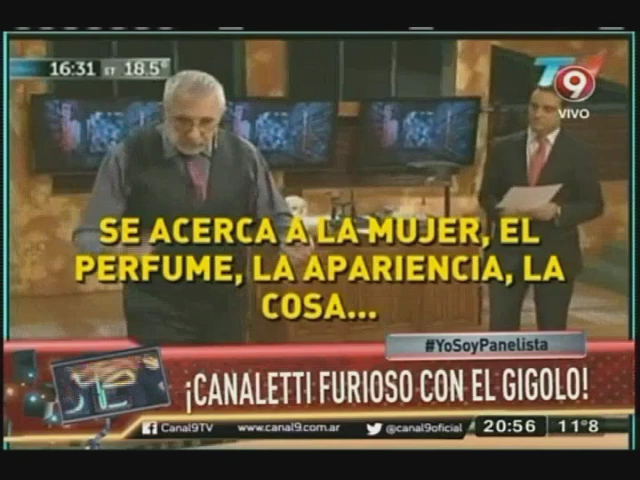 16:31 ST 18.5°
9
VIVO
SE ACERCA A LA MUJER, EL
PERFUME, LA APARIENCIA, LA
COSA...
#YoSoyPanelista
¡CANALETTI FURIOSO CON EL GIGOLO!
Canal9TV www.canal9.com.ar @canal9oficial 20:56 11°8